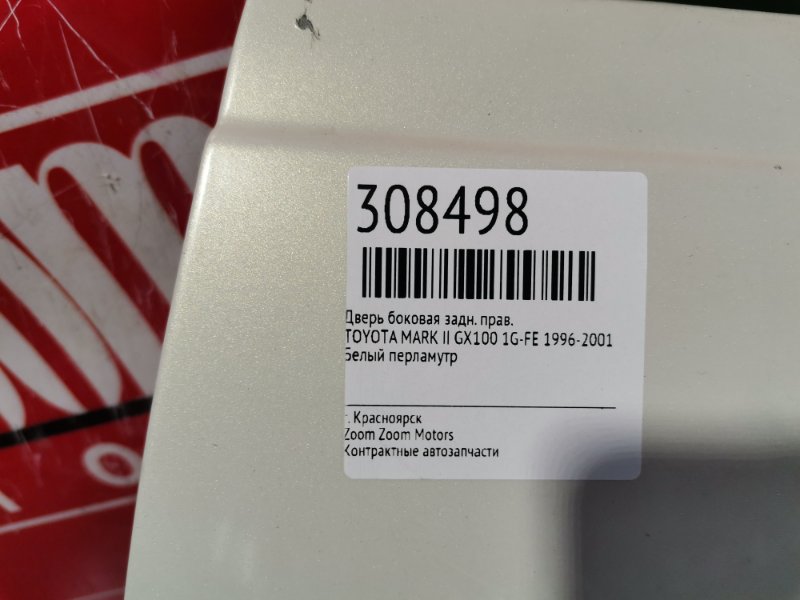 308498
Дверь боковая задн. прав.
TOYOTA MARK II GX100 1G-FE 1996-2001
Белый перламутр
г. Красноярск
Zoom Zoom Motors
Контрактные автозапчасти